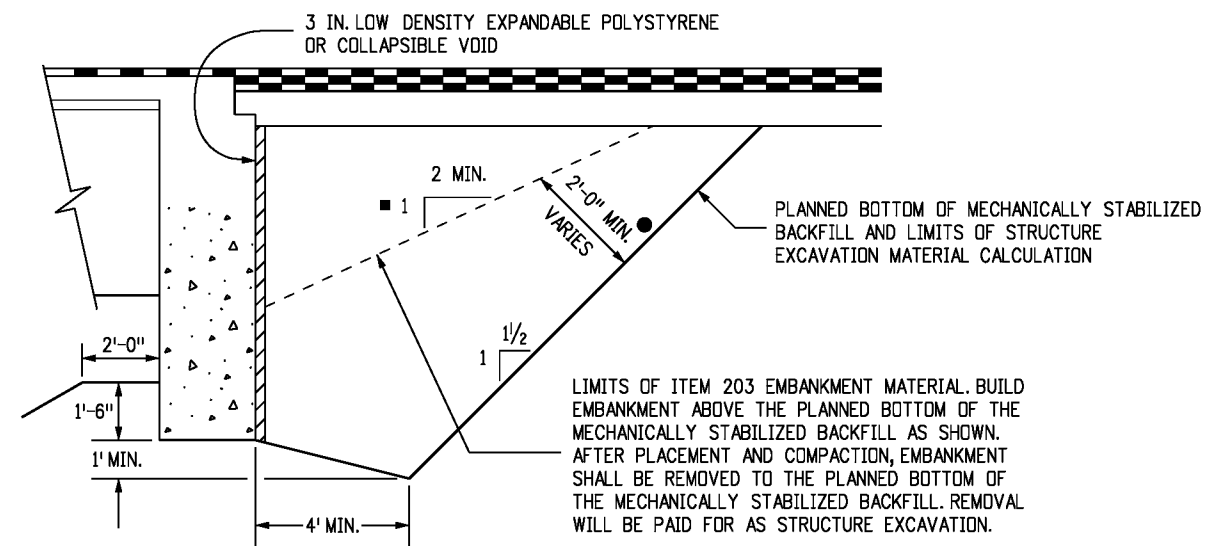 3 IN. LOW DENSITY EXPANDABLE POLYSTYRENE
OR COLLAPSIBLE VOID
2 MIN.
■ 1
2'-0" MIN.
VARIES
PLANNED BOTTOM OF MECHANICALLY STABILIZED
BACKFILL AND LIMITS OF STRUCTURE
EXCAVATION MATERIAL CALCULATION
1 1/2
1
2'-0"
1'-6"
1' MIN.
4' MIN.
LIMITS OF ITEM 203 EMBANKMENT MATERIAL. BUILD
EMBANKMENT ABOVE THE PLANNED BOTTOM OF THE
MECHANICALLY STABILIZED BACKFILL AS SHOWN.
AFTER PLACEMENT AND COMPACTION, EMBANKMENT
SHALL BE REMOVED TO THE PLANNED BOTTOM OF
THE MECHANICALLY STABILIZED BACKFILL. REMOVAL
WILL BE PAID FOR AS STRUCTURE EXCAVATION.